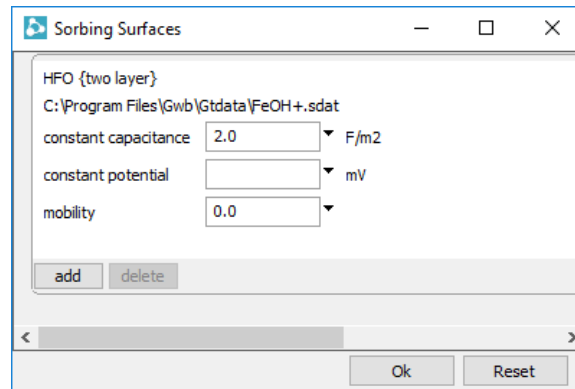 Sorbing Surfaces
HFO {two layer}
C:\Program Files\Gwb\Gtdata\FeOH+.sdat
constant capacitance 2.0 F/m2
constant potential mV
mobility 0.0
add delete
Ok Reset